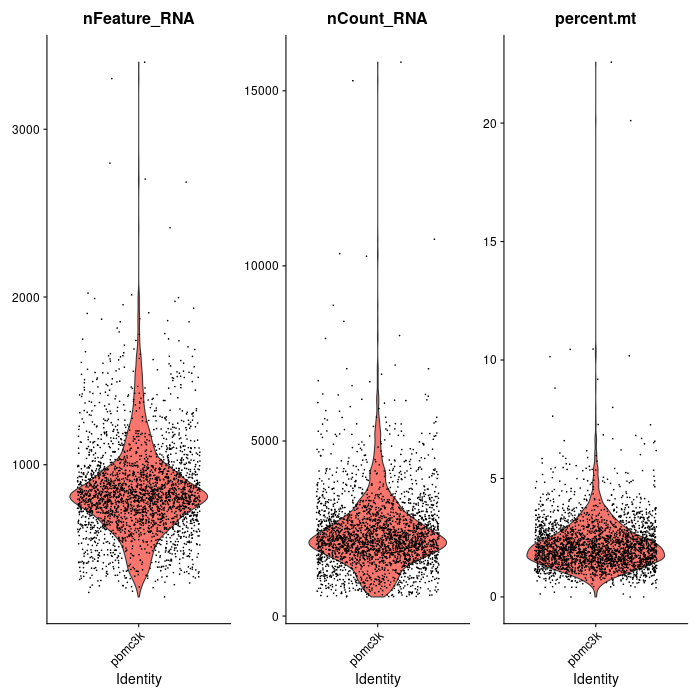 nFeature_RNA
3000
2000
1000
pbmc3k
Identity
nCount_RNA
15000
10000
5000
0
pbmc3k
Identity
percent.mt
20
15
10
5
0
pbmc3k
Identity